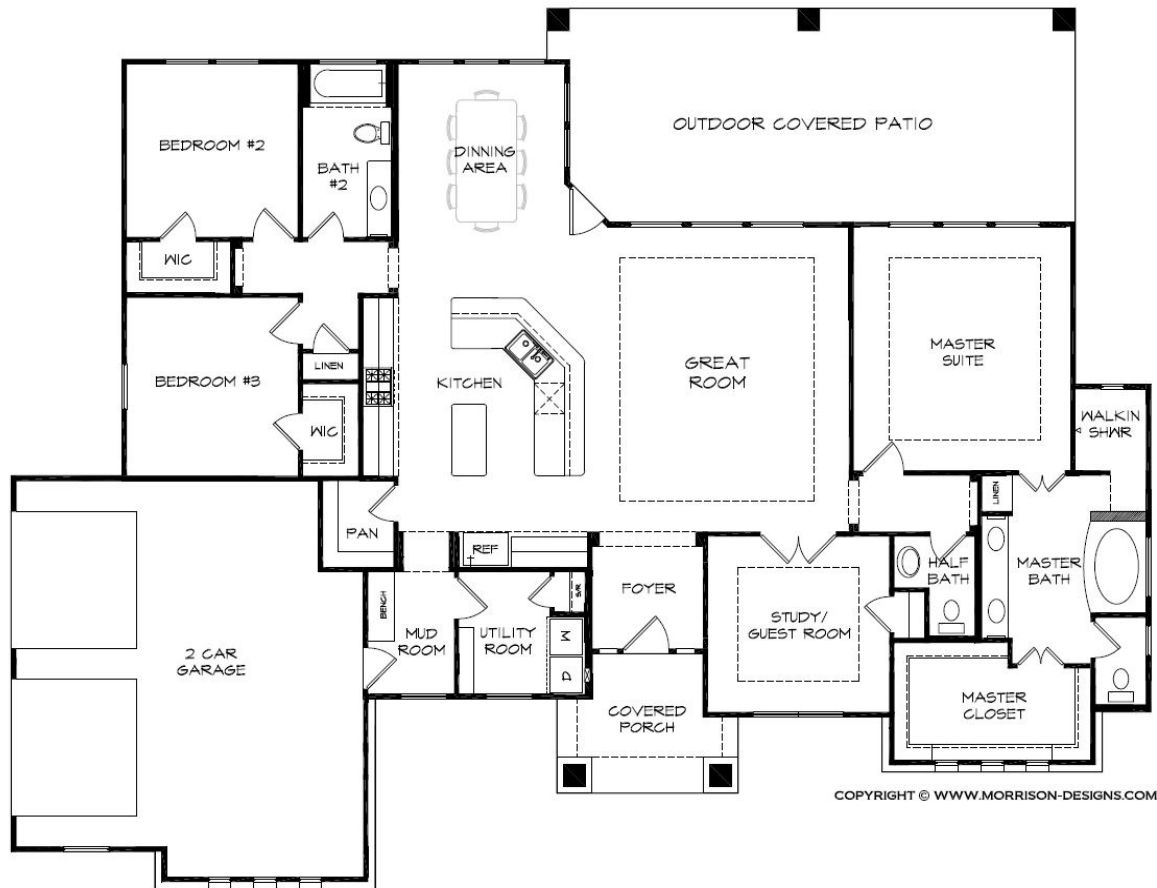 OUTDOOR COVERED PATIO
BEDROOM #2
BATH
#2
DINNING
AREA
WIC
MASTER
SUITE
GREAT
ROOM
LINEN
BEDROOM #3
KITCHEN
WALKIN
SHWR
WIC
LINEN
PAN
REF
HALF
BATH
MASTER
BATH
FOYER
BENCH
S/R
STUDY/
GUEST ROOM
MUD
ROOM
UTILITY
ROOM
W
D
2 CAR
GARAGE
COVERED
PORCH
MASTER
CLOSET
COPYRIGHT © WWW.MORRISON-DESIGNS.COM